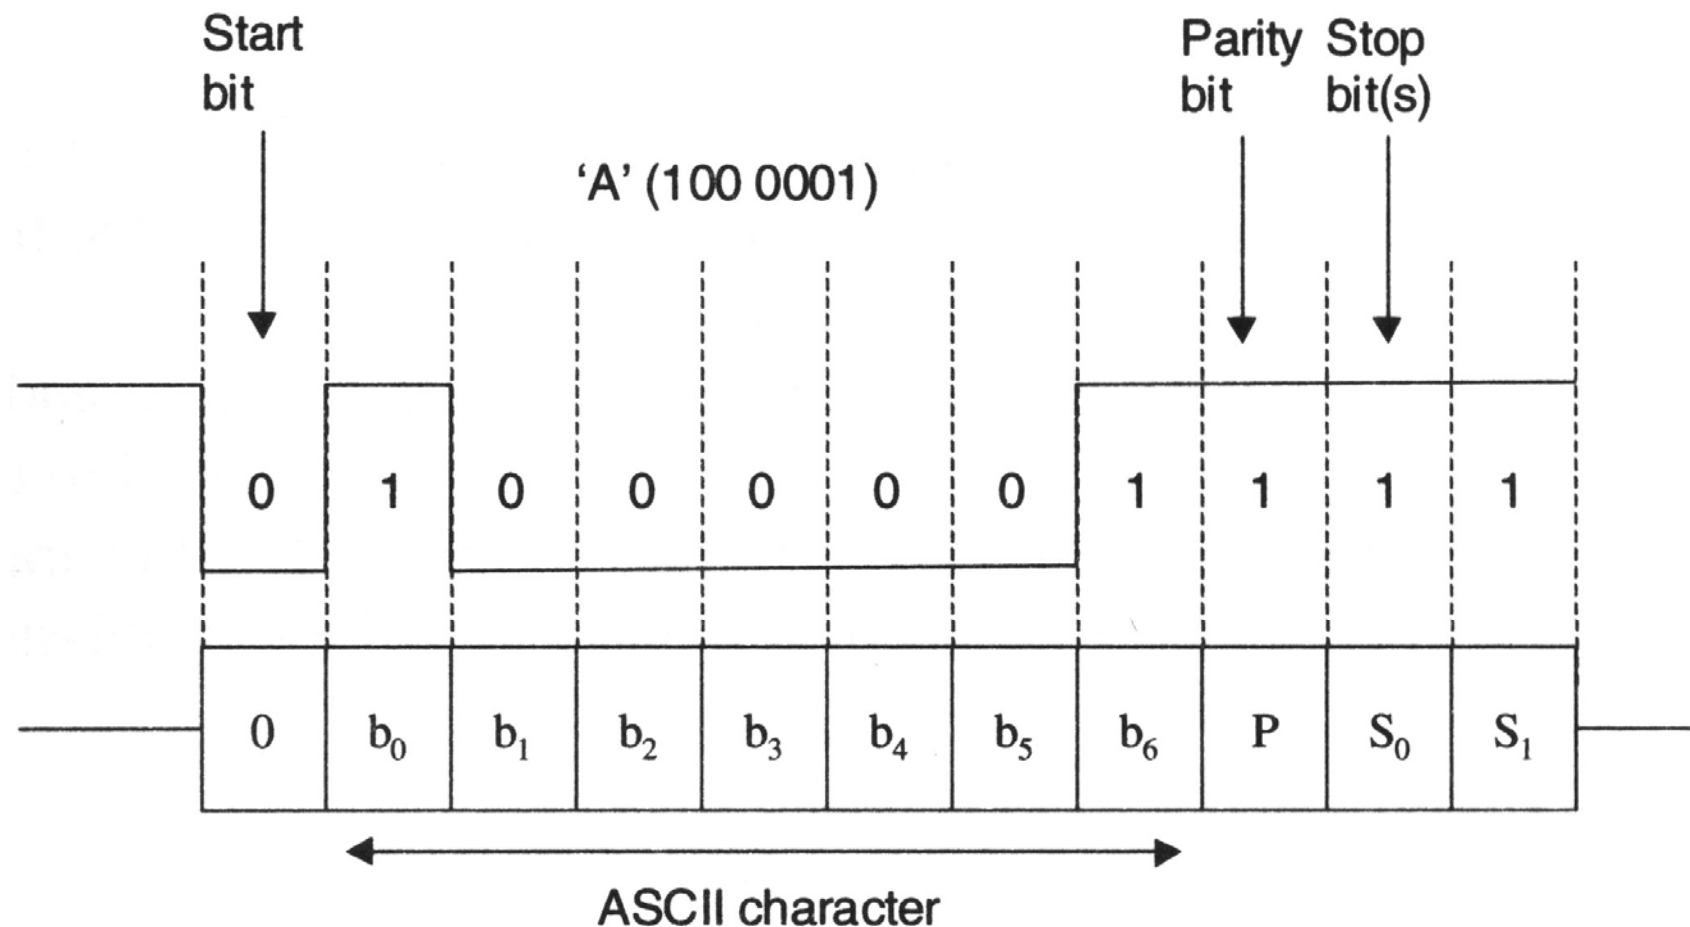 Start
bit
Parity
bit
Stop
bit(s)
‘A’ (100 0001)
0 1 0 0 0 0 0 1 1 1 1
0 b₀ b₁ b₂ b₃ b₄ b₅ b₆ P S₀ S₁
ASCII character